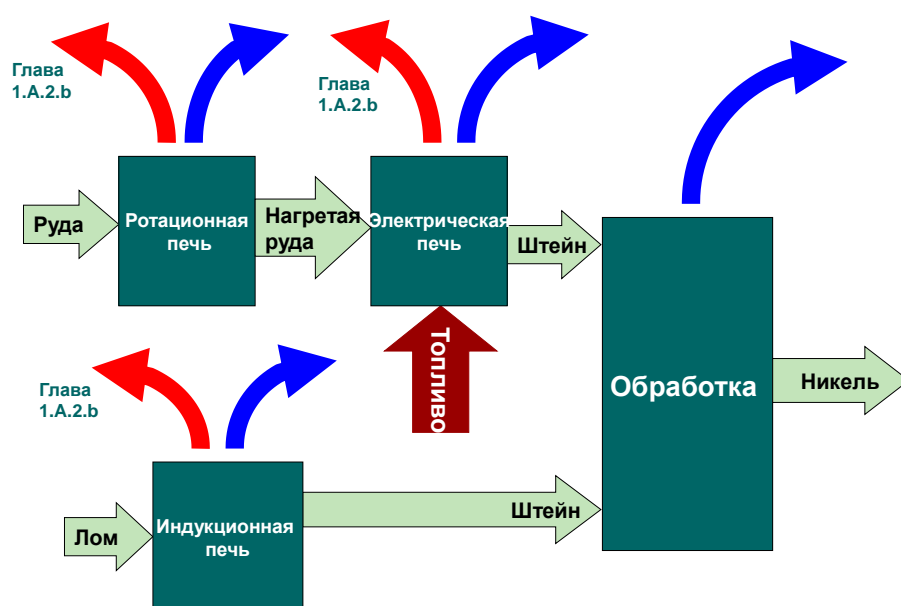 Глава
1.A.2.b
Глава
1.A.2.b
Руда
Ротационная
печь
Нагретая
руда
Электрическая
печь
Штейн
Топливо
Обработка
Никель
Глава
1.A.2.b
Лом
Индукционная
печь
Штейн